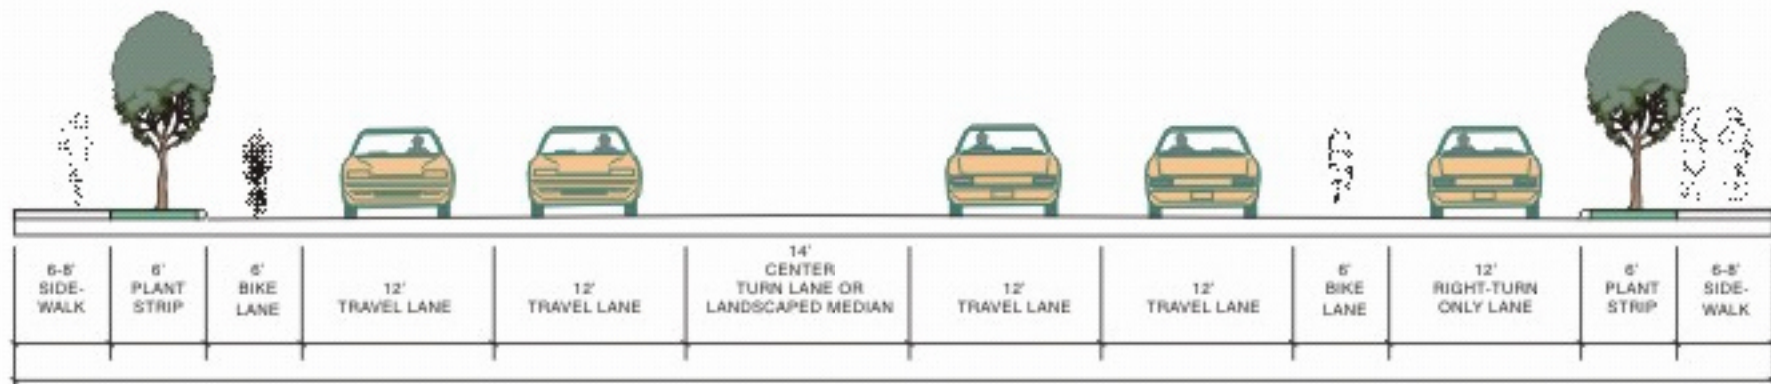 6-8'
SIDE-
WALK
6'
PLANT
STRIP
6'
BIKE
LANE
12'
TRAVEL LANE
12'
TRAVEL LANE
14'
CENTER
TURN LANE OR
LANDSCAPED MEDIAN
12'
TRAVEL LANE
12'
TRAVEL LANE
6'
BIKE
LANE
12'
RIGHT-TURN
ONLY LANE
6'
PLANT
STRIP
6-8'
SIDE-
WALK